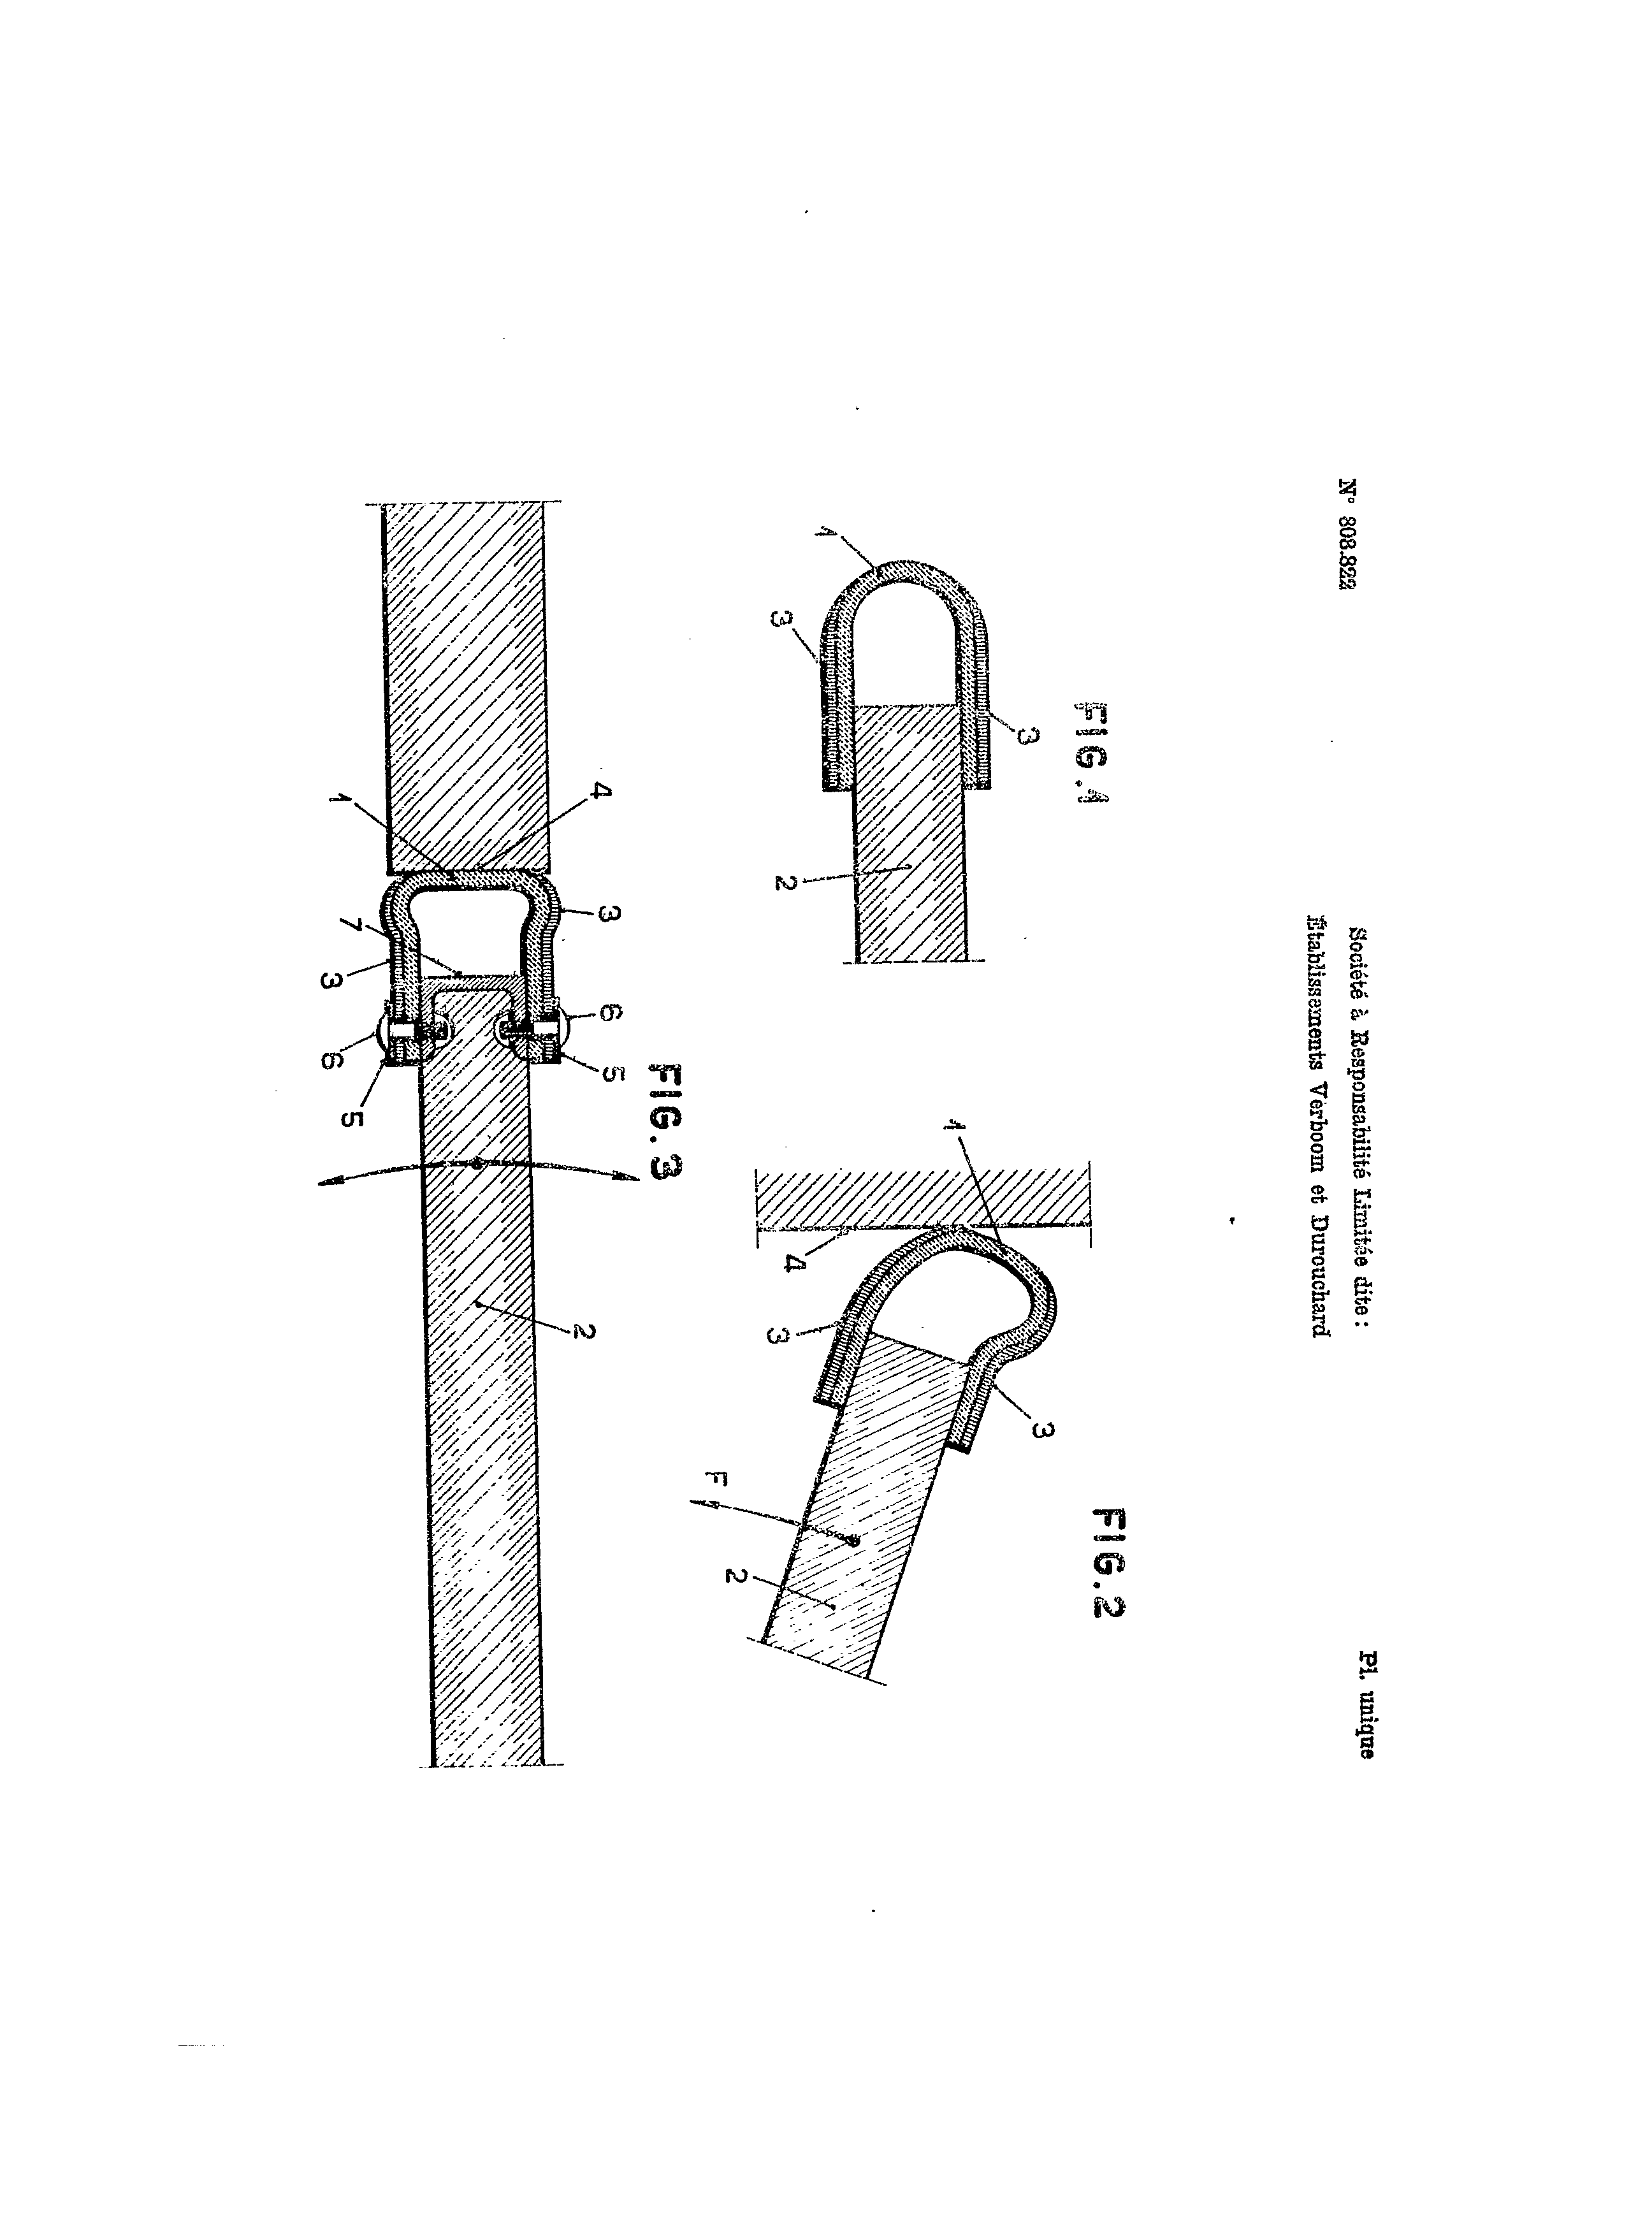 N° 808.822
Société à Responsabilité Limitée dite :
Établissements Verboom et Durouchard
Pl. unique
FIG.1
1
3
3
2
FIG.2
1
4
3
3
F
2
FIG.3
4
1
3
7
3
6
6
5
5
2